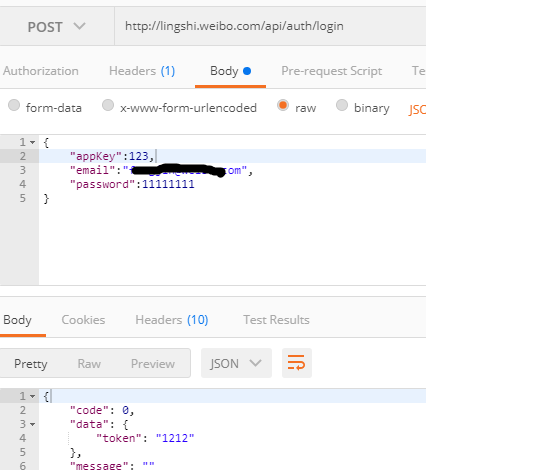 POST http://lingshi.weibo.com/api/auth/login
Authorization Headers (1) Body Pre-request Script Te
form-data x-www-form-urlencoded raw binary JSC
1 {
2 "appKey":123,
3 "email":" om",
4 "password":11111111
5 }
Body Cookies Headers (10) Test Results
Pretty Raw Preview JSON
1 {
2 "code": 0,
3 "data": {
4 "token": "1212"
5 },
6 "message": ""